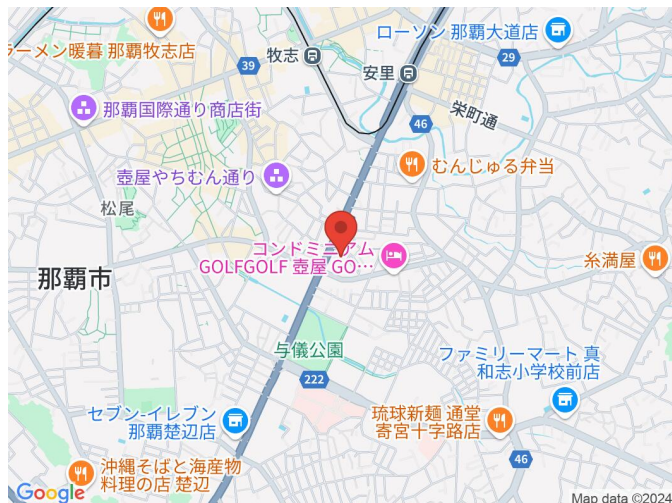 ラーメン暖暮 那覇牧志店
ローソン 那覇大道店
牧志
安里
39
29
那覇国際通り商店街
栄町通
46
むんじゅる弁当
壺屋やちむん通り
松尾
コンドミニアム
GOLFGOLF 壺屋 GO…
糸満屋
那覇市
与儀公園
ファミリーマート 真
和志小学校前店
222
セブン-イレブン
那覇楚辺店
琉球新麺 通堂
寄宮十字路店
46
沖縄そばと海産物
料理の店 楚辺
Google
Map data ©2024